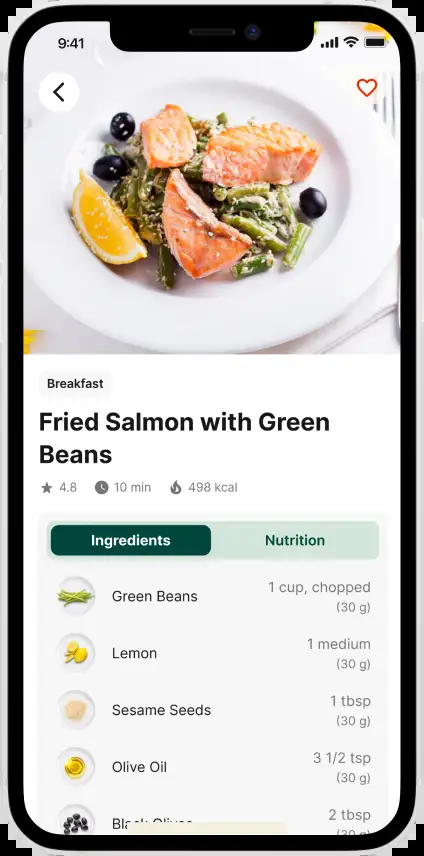 9:41
Breakfast
Fried Salmon with Green
Beans
4.8 10 min 498 kcal
Ingredients Nutrition
Green Beans 1 cup, chopped
(30 g)
Lemon 1 medium
(30 g)
Sesame Seeds 1 tbsp
(30 g)
Olive Oil 3 1/2 tsp
(30 g)
Black Olives 2 tbsp
(30 g)